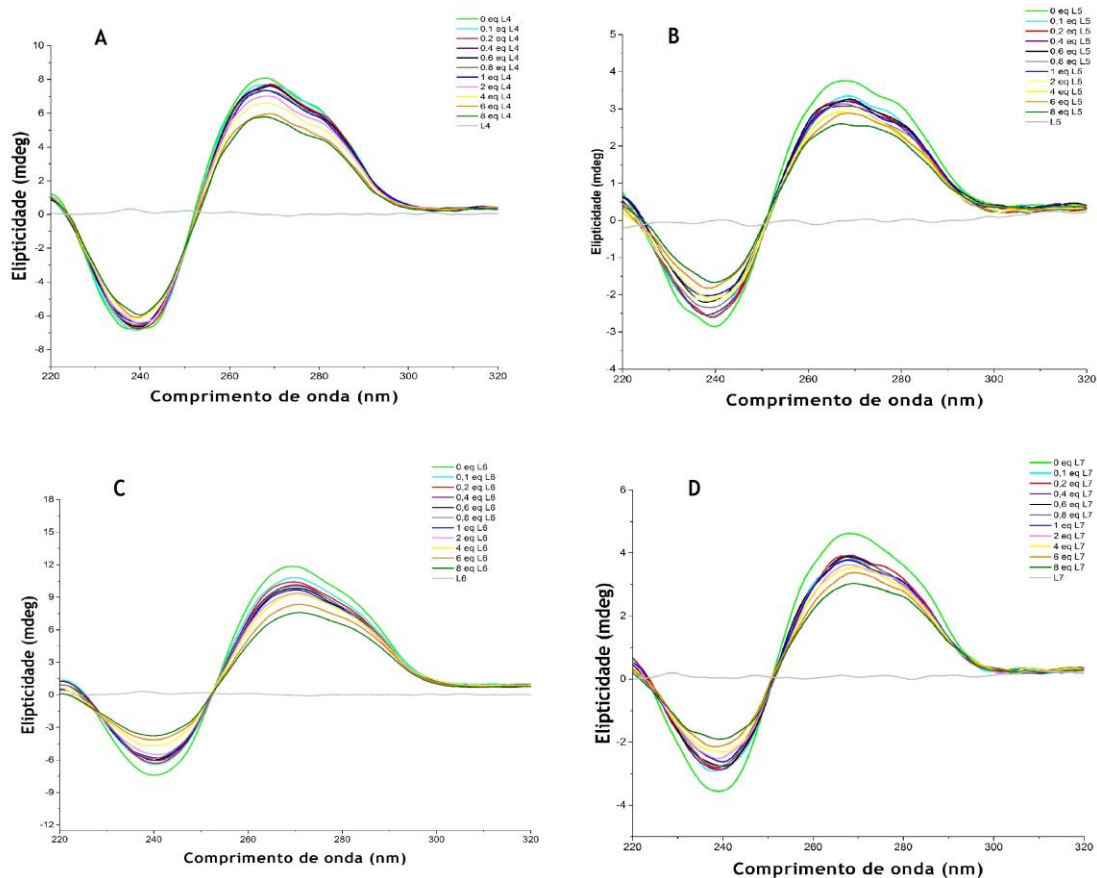 A
0 eq L4
0,1 eq L4
0,2 eq L4
0,4 eq L4
0,6 eq L4
0,8 eq L4
1 eq L4
2 eq L4
4 eq L4
6 eq L4
8 eq L4
L4
Elipticidade (mdeg)
10
8
6
4
2
0
-2
-4
-6
-8
220
240
260
280
300
320
Comprimento de onda (nm)
B
0 eq L5
0,1 eq L5
0,2 eq L5
0,4 eq L5
0,6 eq L5
0,8 eq L5
1 eq L5
2 eq L5
4 eq L5
6 eq L5
8 eq L5
L5
Elipticidade (mdeg)
5
4
3
2
1
0
-1
-2
-3
-4
220
240
260
280
300
320
Comprimento de onda (nm)
C
0 eq L6
0,1 eq L6
0,2 eq L6
0,4 eq L6
0,6 eq L6
0,8 eq L6
1 eq L6
2 eq L6
4 eq L6
6 eq L6
8 eq L6
L6
Elipticidade (mdeg)
18
15
12
9
6
3
0
-3
-6
-9
-12
220
240
260
280
300
320
Comprimento de onda (nm)
D
0 eq L7
0,1 eq L7
0,2 eq L7
0,4 eq L7
0,6 eq L7
0,8 eq L7
1 eq L7
2 eq L7
4 eq L7
6 eq L7
8 eq L7
L7
Elipticidade (mdeg)
6
4
2
0
-2
-4
220
240
260
280
300
320
Comprimento de onda (nm)